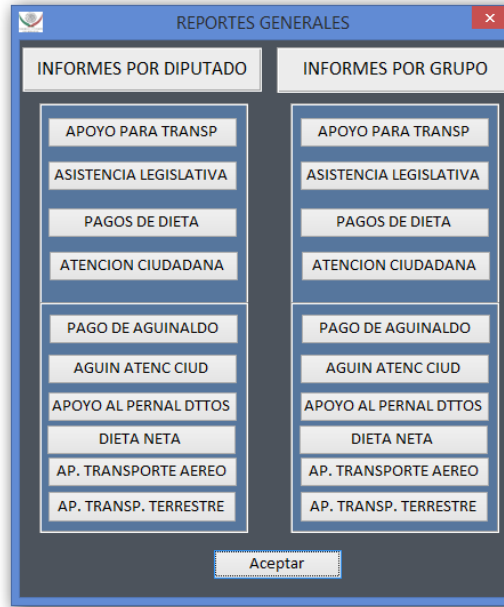 REPORTES GENERALES
INFORMES POR DIPUTADO
APOYO PARA TRANSP
ASISTENCIA LEGISLATIVA
PAGOS DE DIETA
ATENCION CIUDADANA
PAGO DE AGUINALDO
AGUIN ATENC CIUD
APOYO AL PERNAL DTTOS
DIETA NETA
AP. TRANSPORTE AEREO
AP. TRANSP. TERRESTRE
INFORMES POR GRUPO
APOYO PARA TRANSP
ASISTENCIA LEGISLATIVA
PAGOS DE DIETA
ATENCION CIUDADANA
PAGO DE AGUINALDO
AGUIN ATENC CIUD
APOYO AL PERNAL DTTOS
DIETA NETA
AP. TRANSPORTE AEREO
AP. TRANSP. TERRESTRE
Aceptar